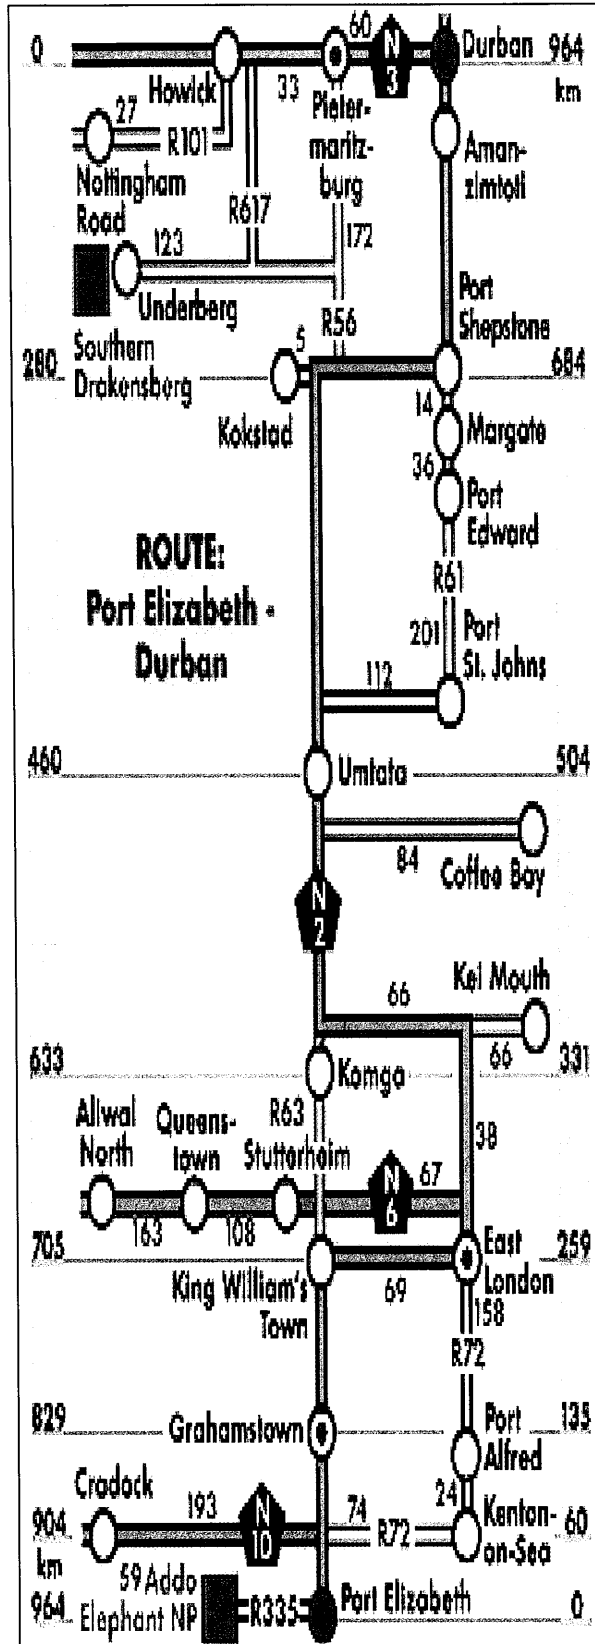 60
0 N 3 Durban 964
km
Howick 33 Pieter-
maritz-
burg
27
R101
Aman-
zimtoti
Nottingham
Road
R617
123
172
Underberg
Port
Shepstone
Southern
Drakensberg
5 R56
280 684
Kokstad
14
Margate
36
Port
Edward
ROUTE:
Port Elizabeth -
Durban
R61
201 Port
St. Johns
112
460 Umtata 504
84 Coffee Bay
N
2
66 Kei Mouth
633 Komga 66 331
Aliwal
North
Queens-
town
R63
Stutterheim
N
6
67
38
163 108
705 East
London 259
King William's
Town
69
158
R72
829 Grahamstown 135
Port
Alfred
Cradock 193 N
10
74 R72
24
Kenton-
on-Sea
904
km
60
59 Addo
Elephant NP
R335
964 Port Elizabeth 0